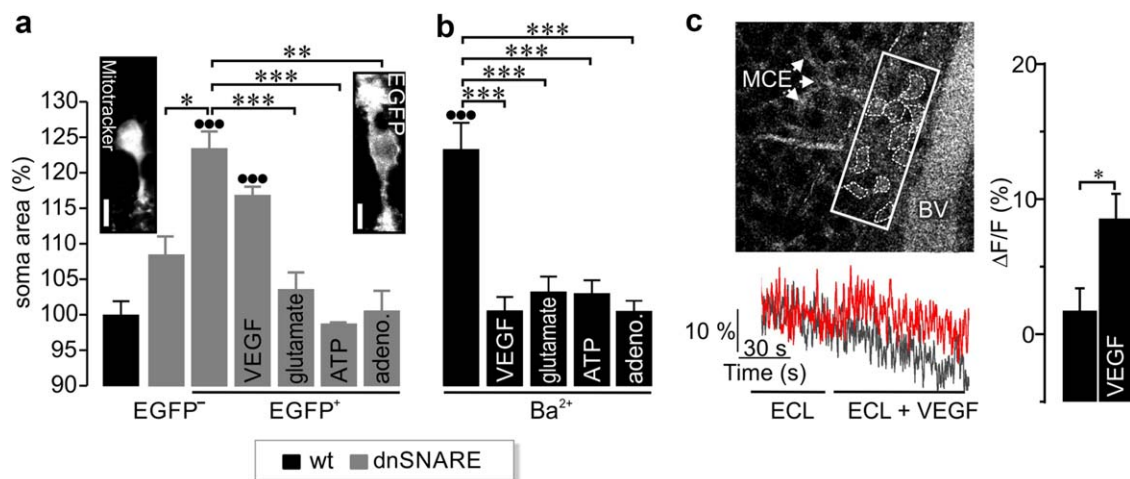 a
b
c
**
***
***
*
***
***
***
***
Mitotracker
EGFP
MCE
BV
soma area (%)
130
125
120
115
110
105
100
95
90
VEGF
glutamate
ATP
adeno.
EGFP⁻
EGFP⁺
VEGF
glutamate
ATP
adeno.
Ba²⁺
wt
dnSNARE
10 %
30 s
Time (s)
ECL
ECL + VEGF
ΔF/F (%)
20
10
0
*
VEGF